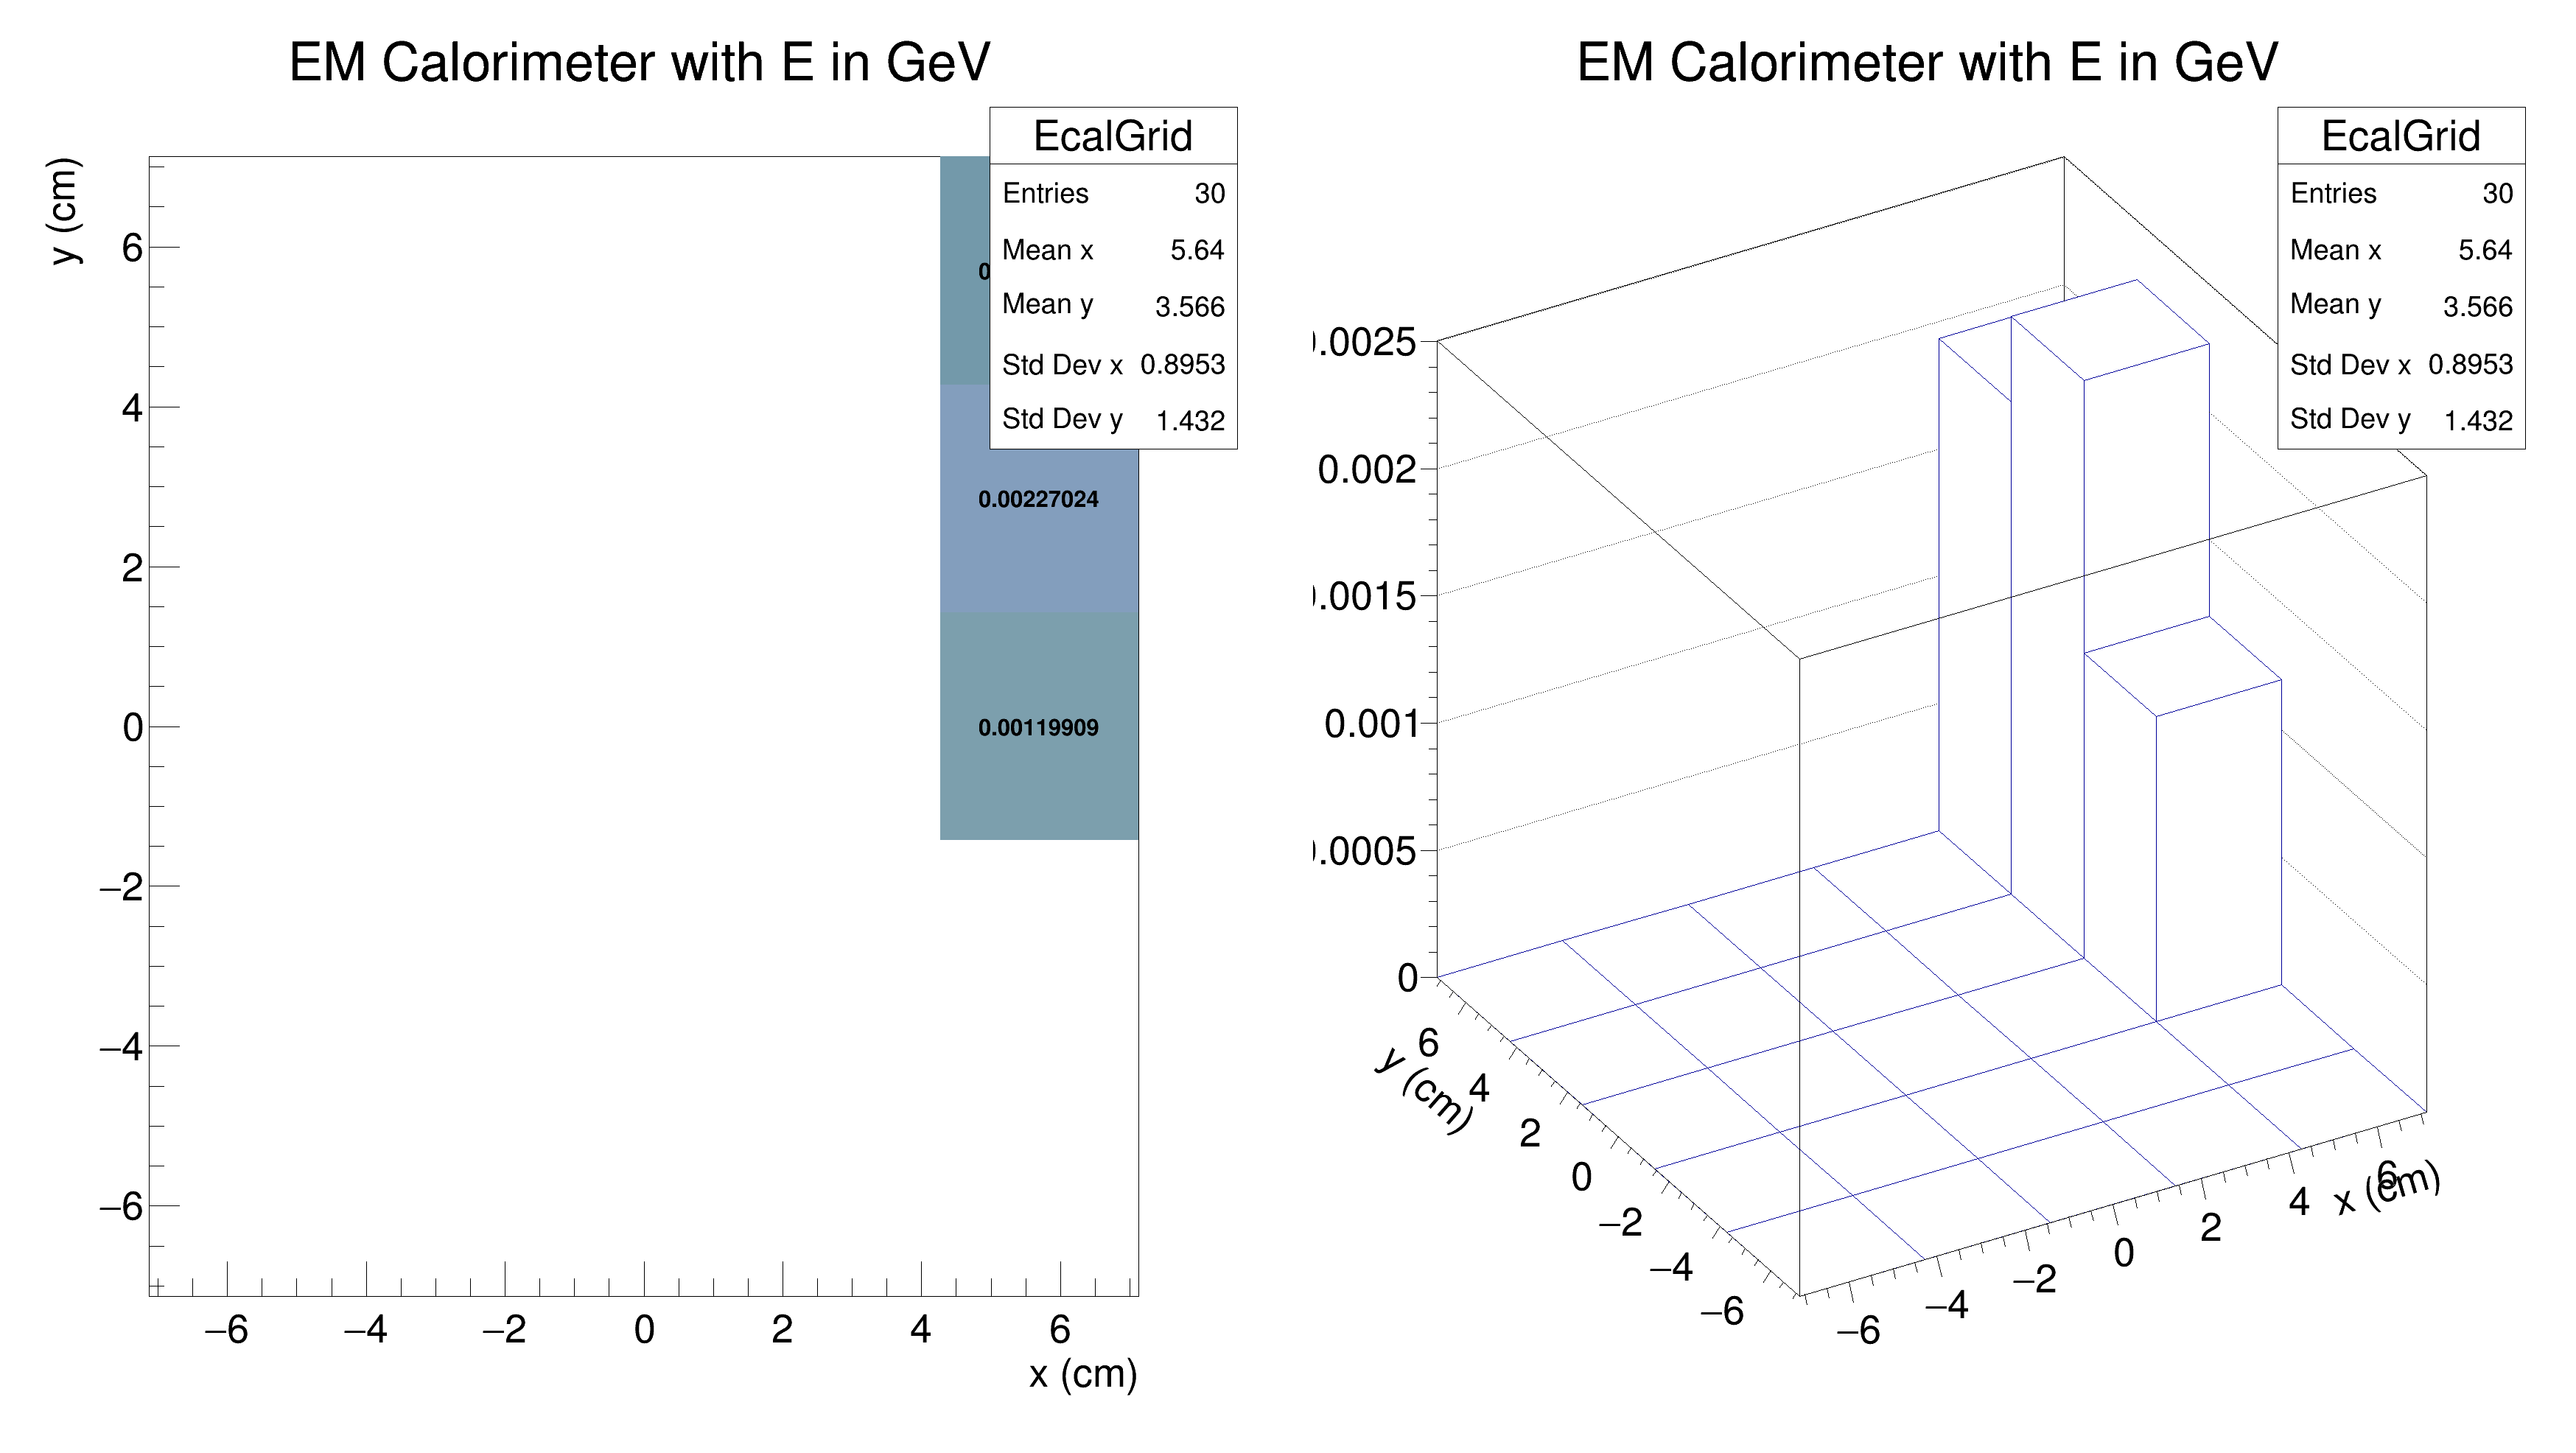 EM Calorimeter with E in GeV
EcalGrid
Entries 30
Mean x 5.64
Mean y 3.566
Std Dev x 0.8953
Std Dev y 1.432
y (cm)
6
4
2
0
−2
−4
−6
0.00227024
0.00119909
−6 −4 −2 0 2 4 6
x (cm)
EM Calorimeter with E in GeV
EcalGrid
Entries 30
Mean x 5.64
Mean y 3.566
Std Dev x 0.8953
Std Dev y 1.432
.0025
0.002
.0015
0.001
.0005
0
6
4
2
0
−2
−4
−6
y (cm)
−6 −4 −2 0 2 4 6
x (cm)